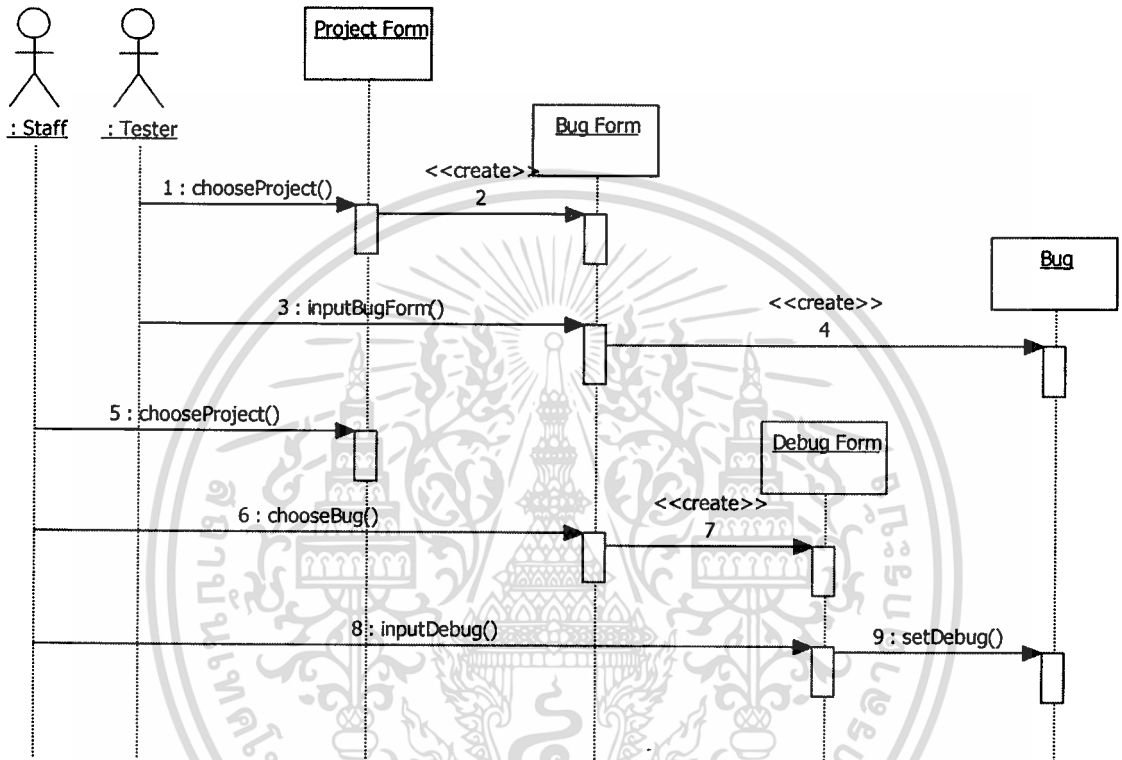 Project Form
: Staff
: Tester
Bug Form
<<create>>
1 : chooseProject()
2
Bug
3 : inputBugForm()
<<create>>
4
5 : chooseProject()
Debug Form
6 : chooseBug()
<<create>>
7
8 : inputDebug()
9 : setDebug()